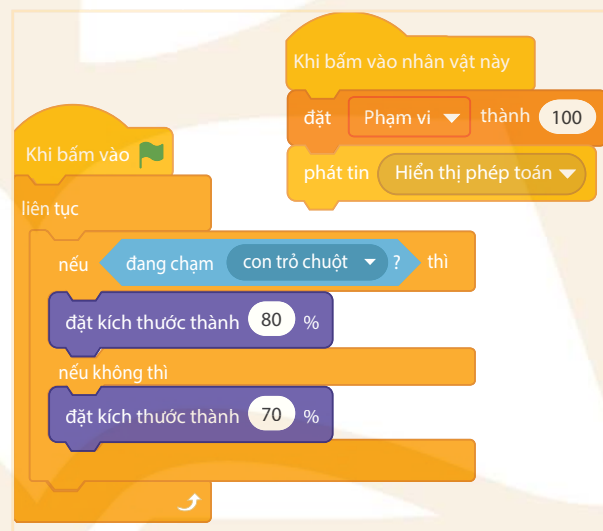 Khi bấm vào nhân vật này
đặt Phạm vi thành 100
phát tin Hiển thị phép toán
Khi bấm vào
liên tục
nếu đang chạm con trỏ chuột ? thì
đặt kích thước thành 80 %
nếu không thì
đặt kích thước thành 70 %